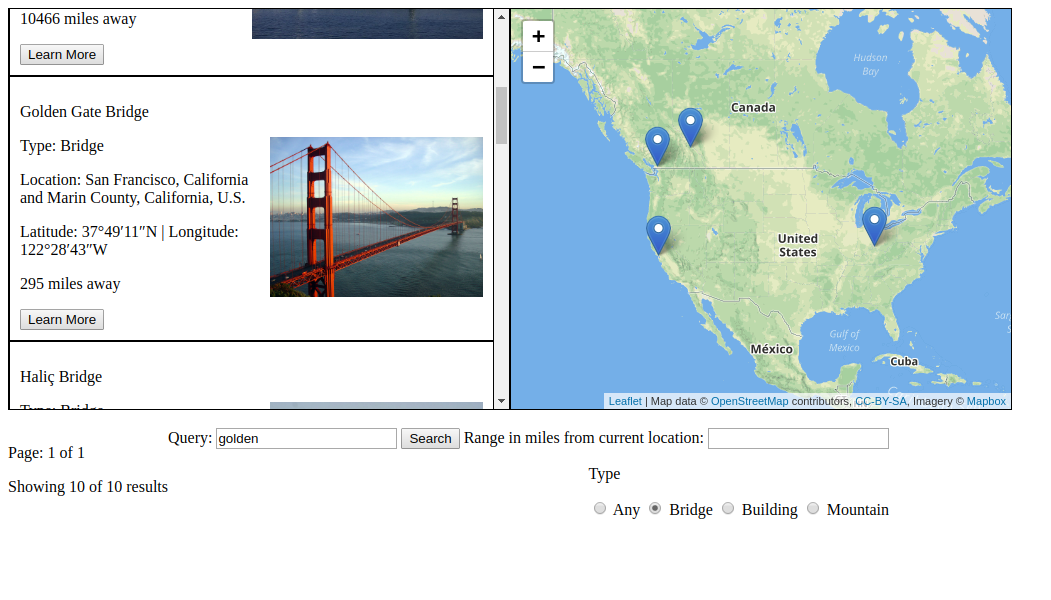 10466 miles away
Learn More
Golden Gate Bridge
Type: Bridge
Location: San Francisco, California
and Marin County, California, U.S.
Latitude: 37°49′11″N | Longitude:
122°28′43″W
295 miles away
Learn More
Haliç Bridge
Type: Bridge
+
−
Hudson
Bay
Canada
United
States
Gulf of
Mexico
México
Cuba
Leaflet | Map data © OpenStreetMap contributors, CC-BY-SA, Imagery © Mapbox
Query: golden Search Range in miles from current location:
Page: 1 of 1
Type
Showing 10 of 10 results
Any Bridge Building Mountain